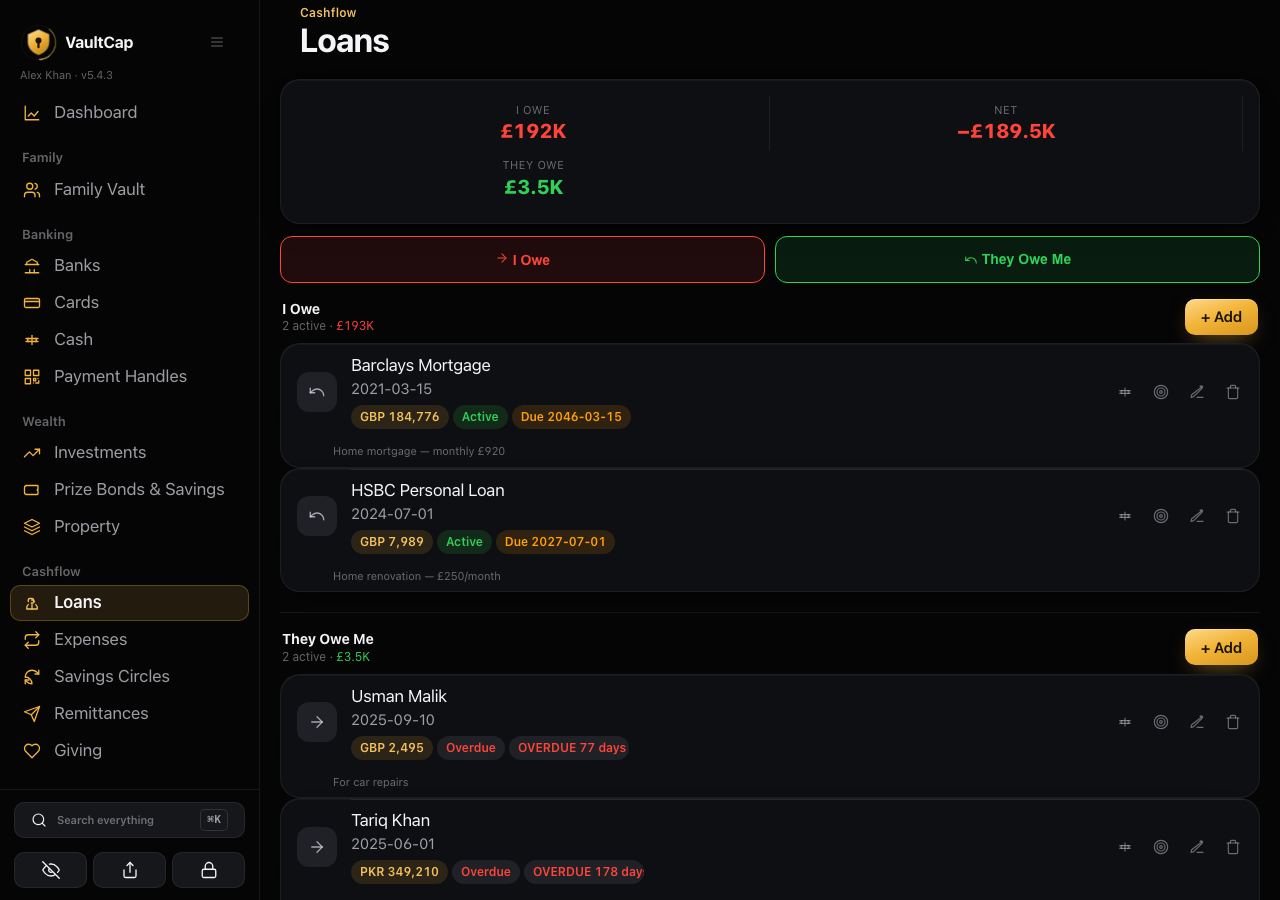 VaultCap
Alex Khan · v5.4.3
Dashboard
Family
Family Vault
Banking
Banks
Cards
Cash
Payment Handles
Wealth
Investments
Prize Bonds & Savings
Property
Cashflow
Loans
Expenses
Savings Circles
Remittances
Giving
Search everything
⌘K
Cashflow
Loans
I OWE
£192K
NET
−£189.5K
THEY OWE
£3.5K
I Owe
They Owe Me
I Owe
2 active · £193K
+ Add
Barclays Mortgage
2021-03-15
GBP 184,776 Active Due 2046-03-15
Home mortgage — monthly £920
HSBC Personal Loan
2024-07-01
GBP 7,989 Active Due 2027-07-01
Home renovation — £250/month
They Owe Me
2 active · £3.5K
+ Add
Usman Malik
2025-09-10
GBP 2,495 Overdue OVERDUE 77 days
For car repairs
Tariq Khan
2025-06-01
PKR 349,210 Overdue OVERDUE 178 day